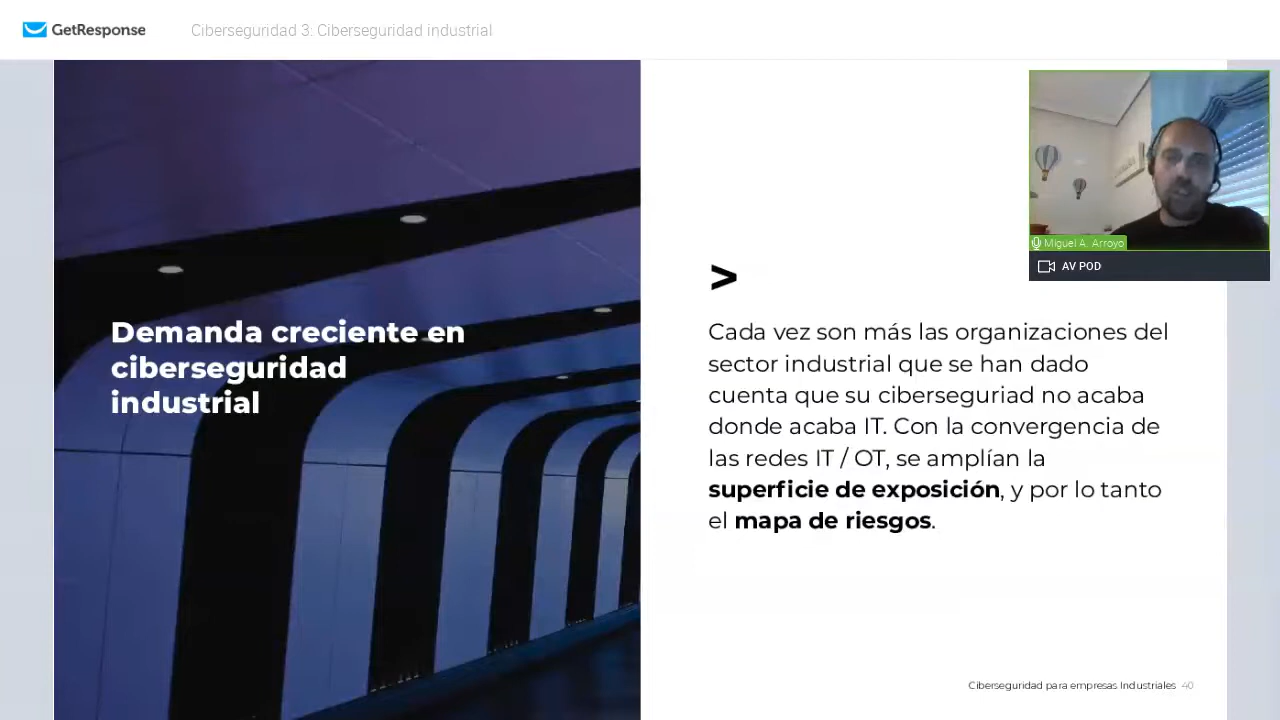 GetResponse
Ciberseguridad 3: Ciberseguridad industrial
Miguel A. Arroyo
AV POD
>
Demanda creciente en
ciberseguridad
industrial
Cada vez son más las organizaciones del
sector industrial que se han dado
cuenta que su ciberseguriad no acaba
donde acaba IT. Con la convergencia de
las redes IT / OT, se amplían la
superficie de exposición, y por lo tanto
el mapa de riesgos.
Ciberseguridad para empresas Industriales 40